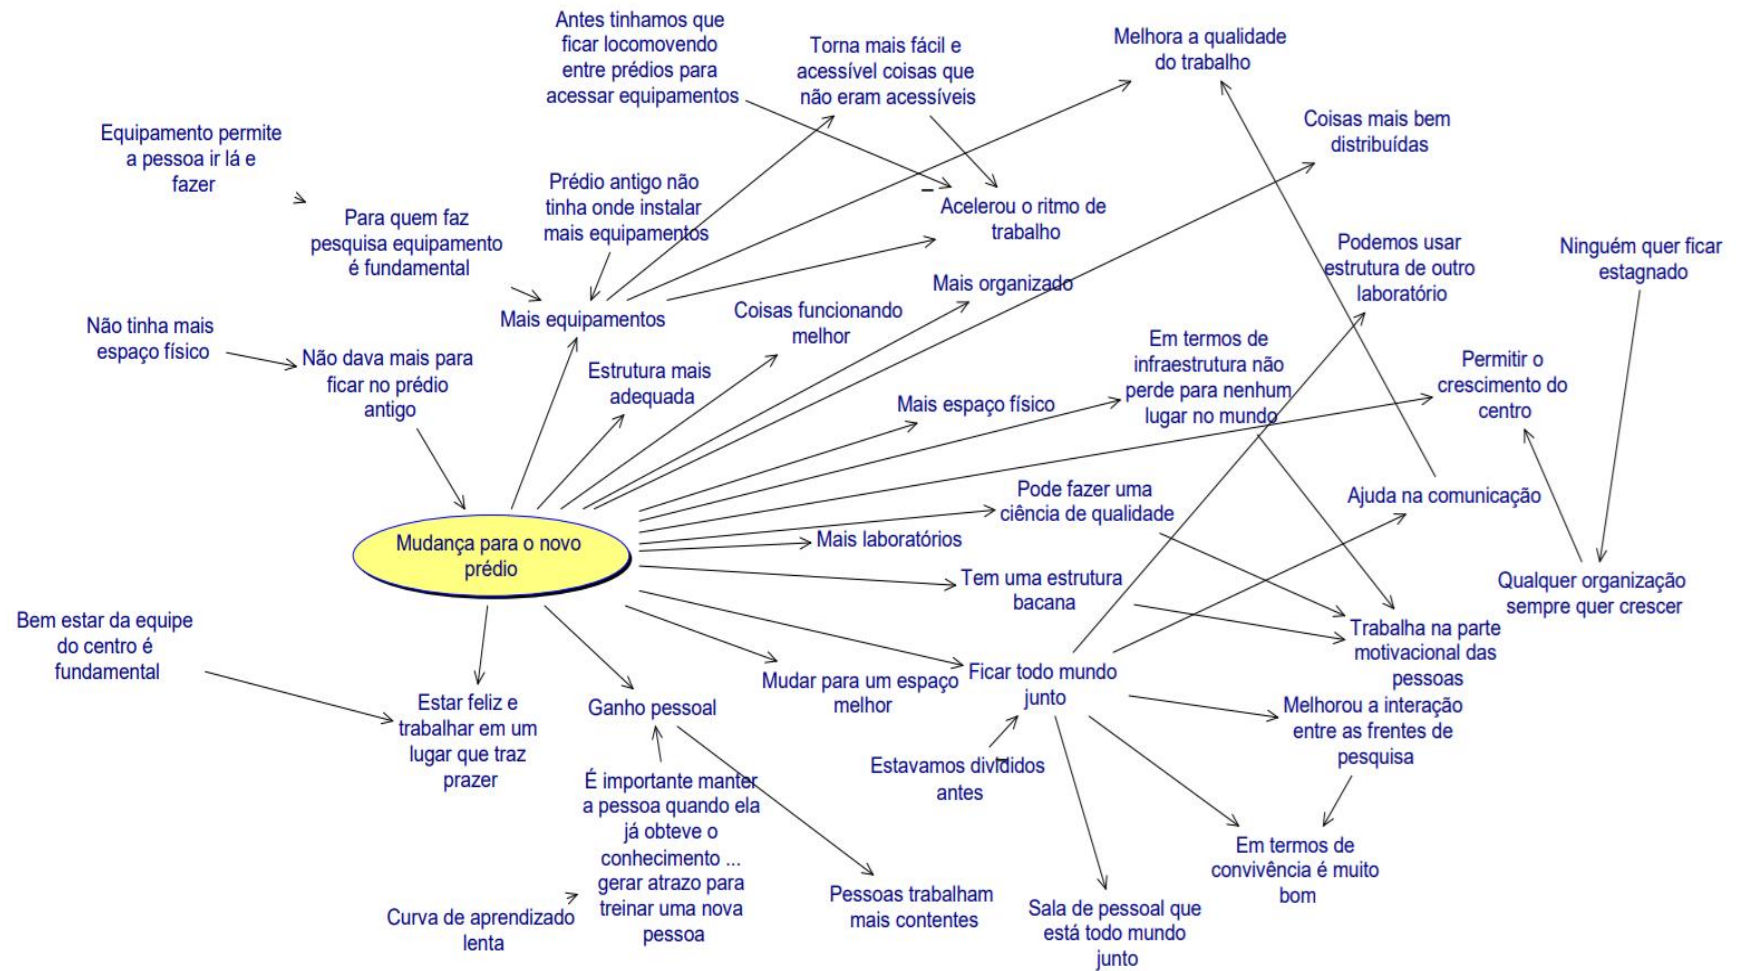 Antes tinhamos que
ficar locomovendo
entre prédios para
acessar equipamentos
Torna mais fácil e
acessível coisas que
não eram acessíveis
Melhora a qualidade
do trabalho
Coisas mais bem
distribuídas
Equipamento permite
a pessoa ir lá e
fazer
Prédio antigo não
tinha onde instalar
mais equipamentos
Para quem faz
pesquisa equipamento
é fundamental
–
Acelerou o ritmo de
trabalho
Podemos usar
estrutura de outro
laboratório
Ninguém quer ficar
estagnado
Mais organizado
Mais equipamentos
Coisas funcionando
melhor
Não tinha mais
espaço físico
Não dava mais para
ficar no prédio
antigo
Estrutura mais
adequada
Em termos de
infraestrutura não
perde para nenhum
lugar no mundo
Permitir o
crescimento do
centro
Mais espaço físico
Pode fazer uma
ciência de qualidade
Ajuda na comunicação
Mudança para o novo
prédio
Mais laboratórios
Tem uma estrutura
bacana
Qualquer organização
sempre quer crescer
Bem estar da equipe
do centro é
fundamental
Trabalha na parte
motivacional das
pessoas
Ficar todo mundo
junto
Mudar para um espaço
melhor
Estar feliz e
trabalhar em um
lugar que traz
prazer
Ganho pessoal
Melhorou a interação
entre as frentes de
pesquisa
–
Estavamos divididos
antes
É importante manter
a pessoa quando ela
já obteve o
conhecimento ...
gerar atrazo para
treinar uma nova
pessoa
Em termos de
convivência é muito
bom
Curva de aprendizado
lenta
Pessoas trabalham
mais contentes
Sala de pessoal que
está todo mundo
junto